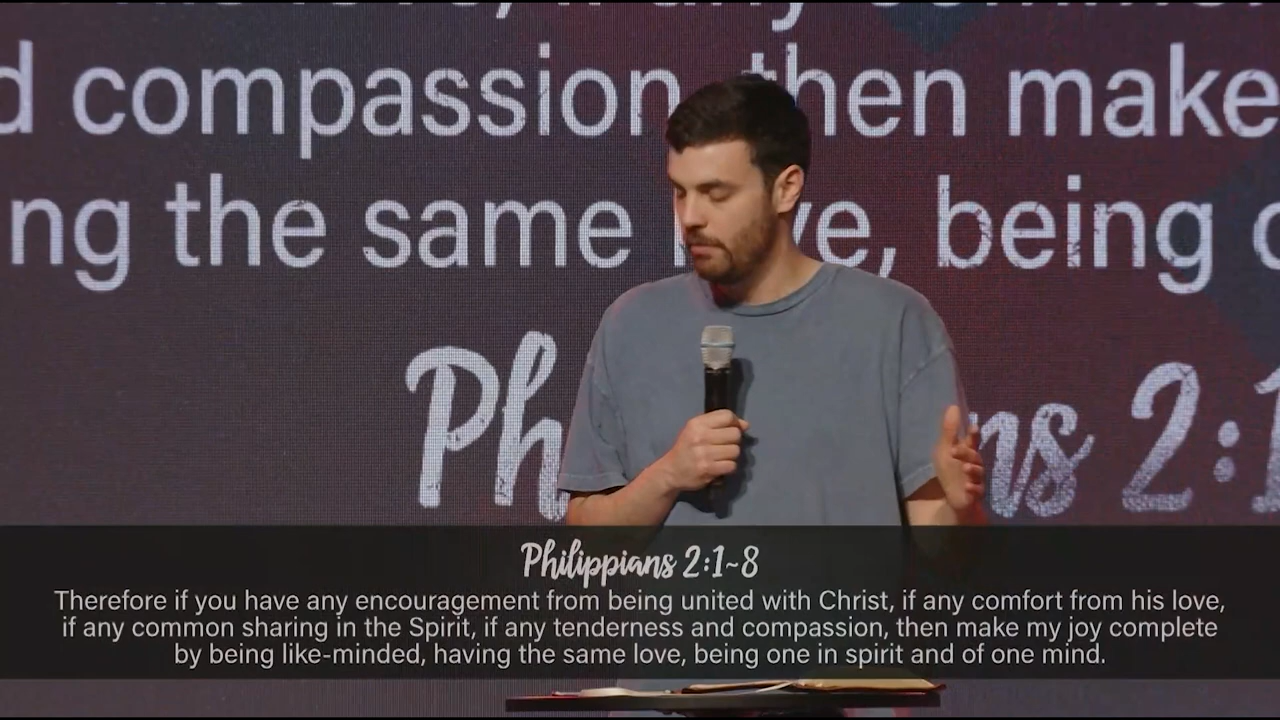 d compassion, then make
ng the same ve, being
Ph ns 2:1
Philippians 2:1~8
Therefore if you have any encouragement from being united with Christ, if any comfort from his love,
if any common sharing in the Spirit, if any tenderness and compassion, then make my joy complete
by being like-minded, having the same love, being one in spirit and of one mind.